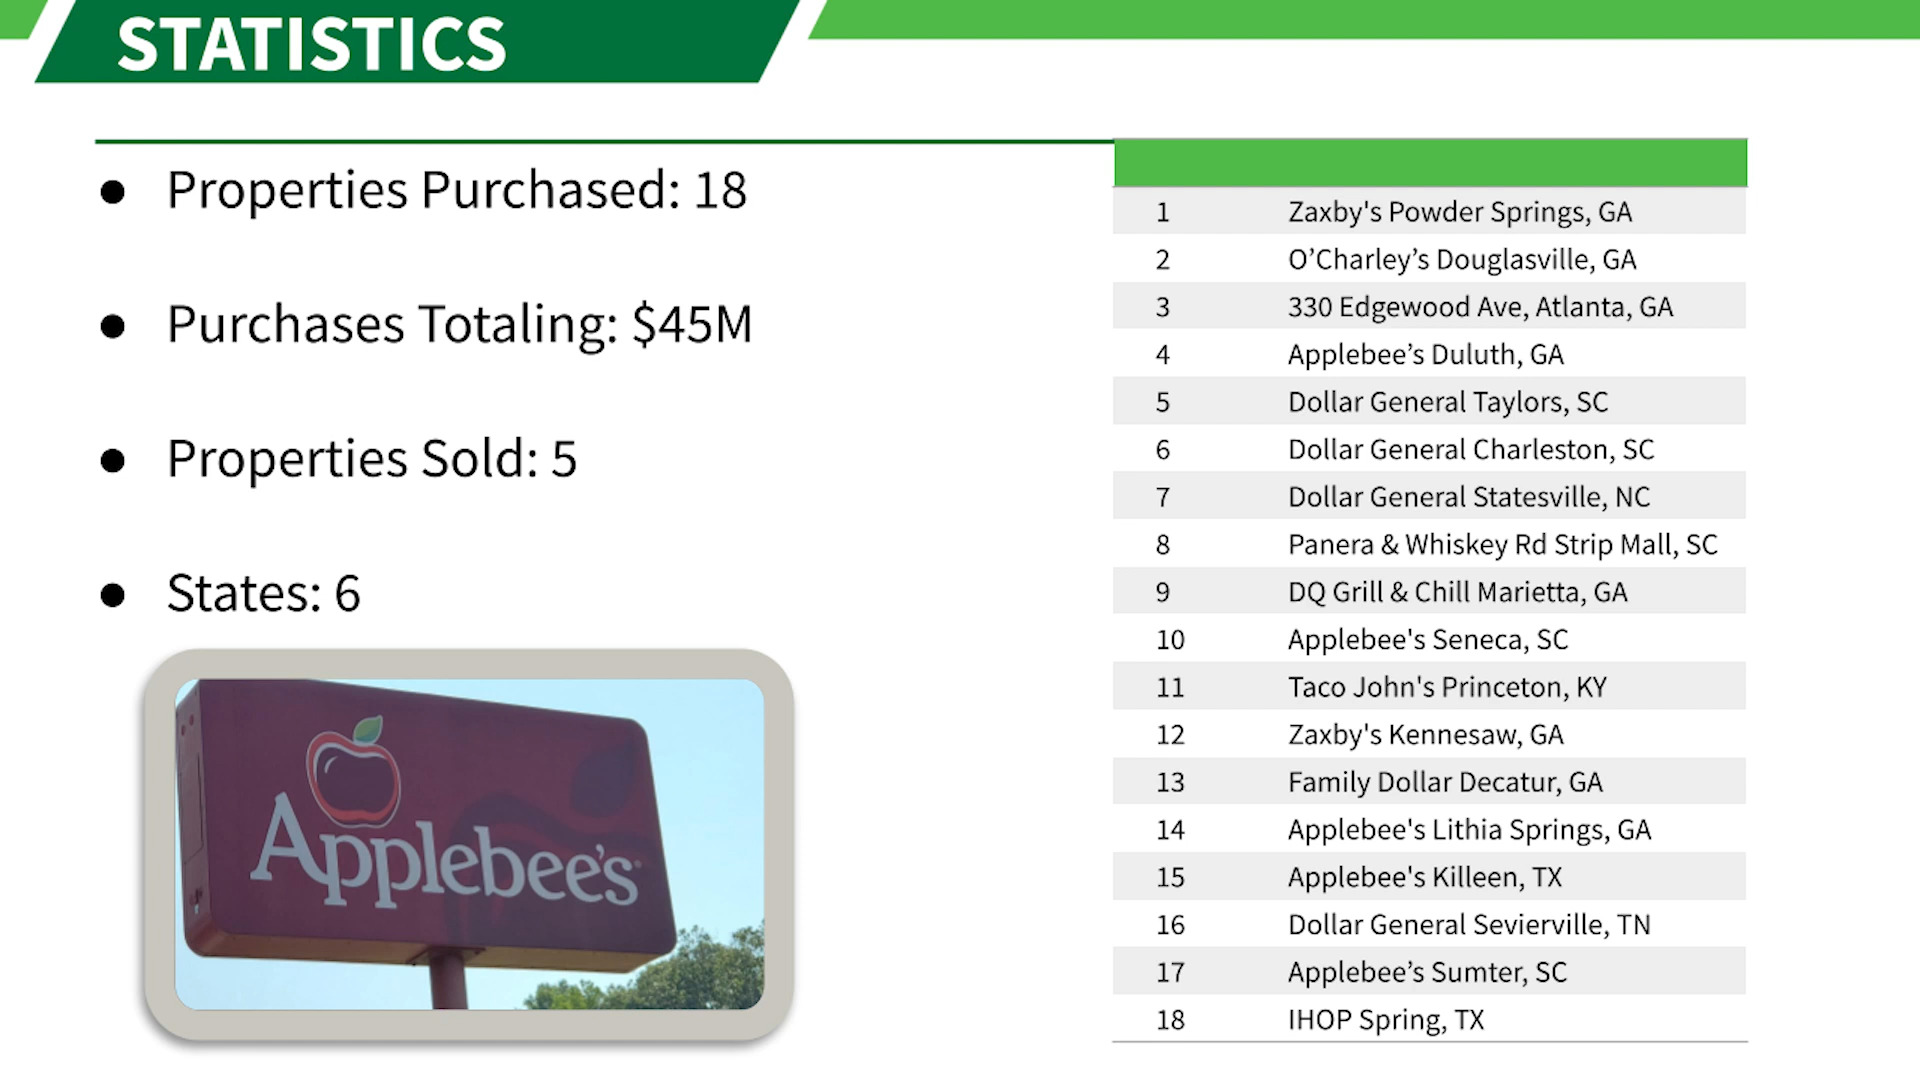 STATISTICS
● Properties Purchased: 18
● Purchases Totaling: $45M
● Properties Sold: 5
● States: 6
Applebee's
1 Zaxby's Powder Springs, GA
2 O’Charley’s Douglasville, GA
3 330 Edgewood Ave, Atlanta, GA
4 Applebee’s Duluth, GA
5 Dollar General Taylors, SC
6 Dollar General Charleston, SC
7 Dollar General Statesville, NC
8 Panera & Whiskey Rd Strip Mall, SC
9 DQ Grill & Chill Marietta, GA
10 Applebee's Seneca, SC
11 Taco John's Princeton, KY
12 Zaxby's Kennesaw, GA
13 Family Dollar Decatur, GA
14 Applebee's Lithia Springs, GA
15 Applebee's Killeen, TX
16 Dollar General Sevierville, TN
17 Applebee’s Sumter, SC
18 IHOP Spring, TX